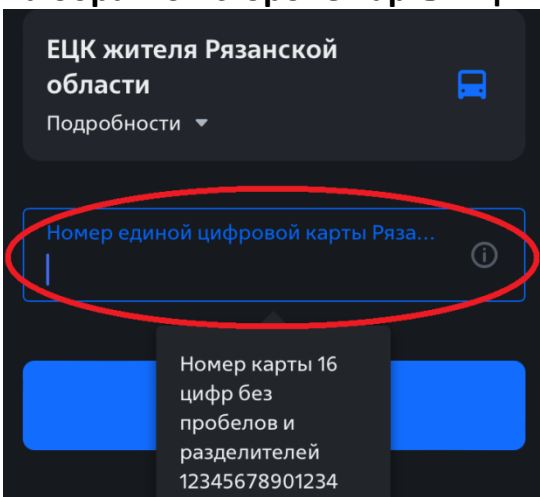 ЕЦК жителя Рязанской
области
Подробности
Номер единой цифровой карты Ряза...
Номер карты 16
цифр без
пробелов и
разделителей
12345678901234